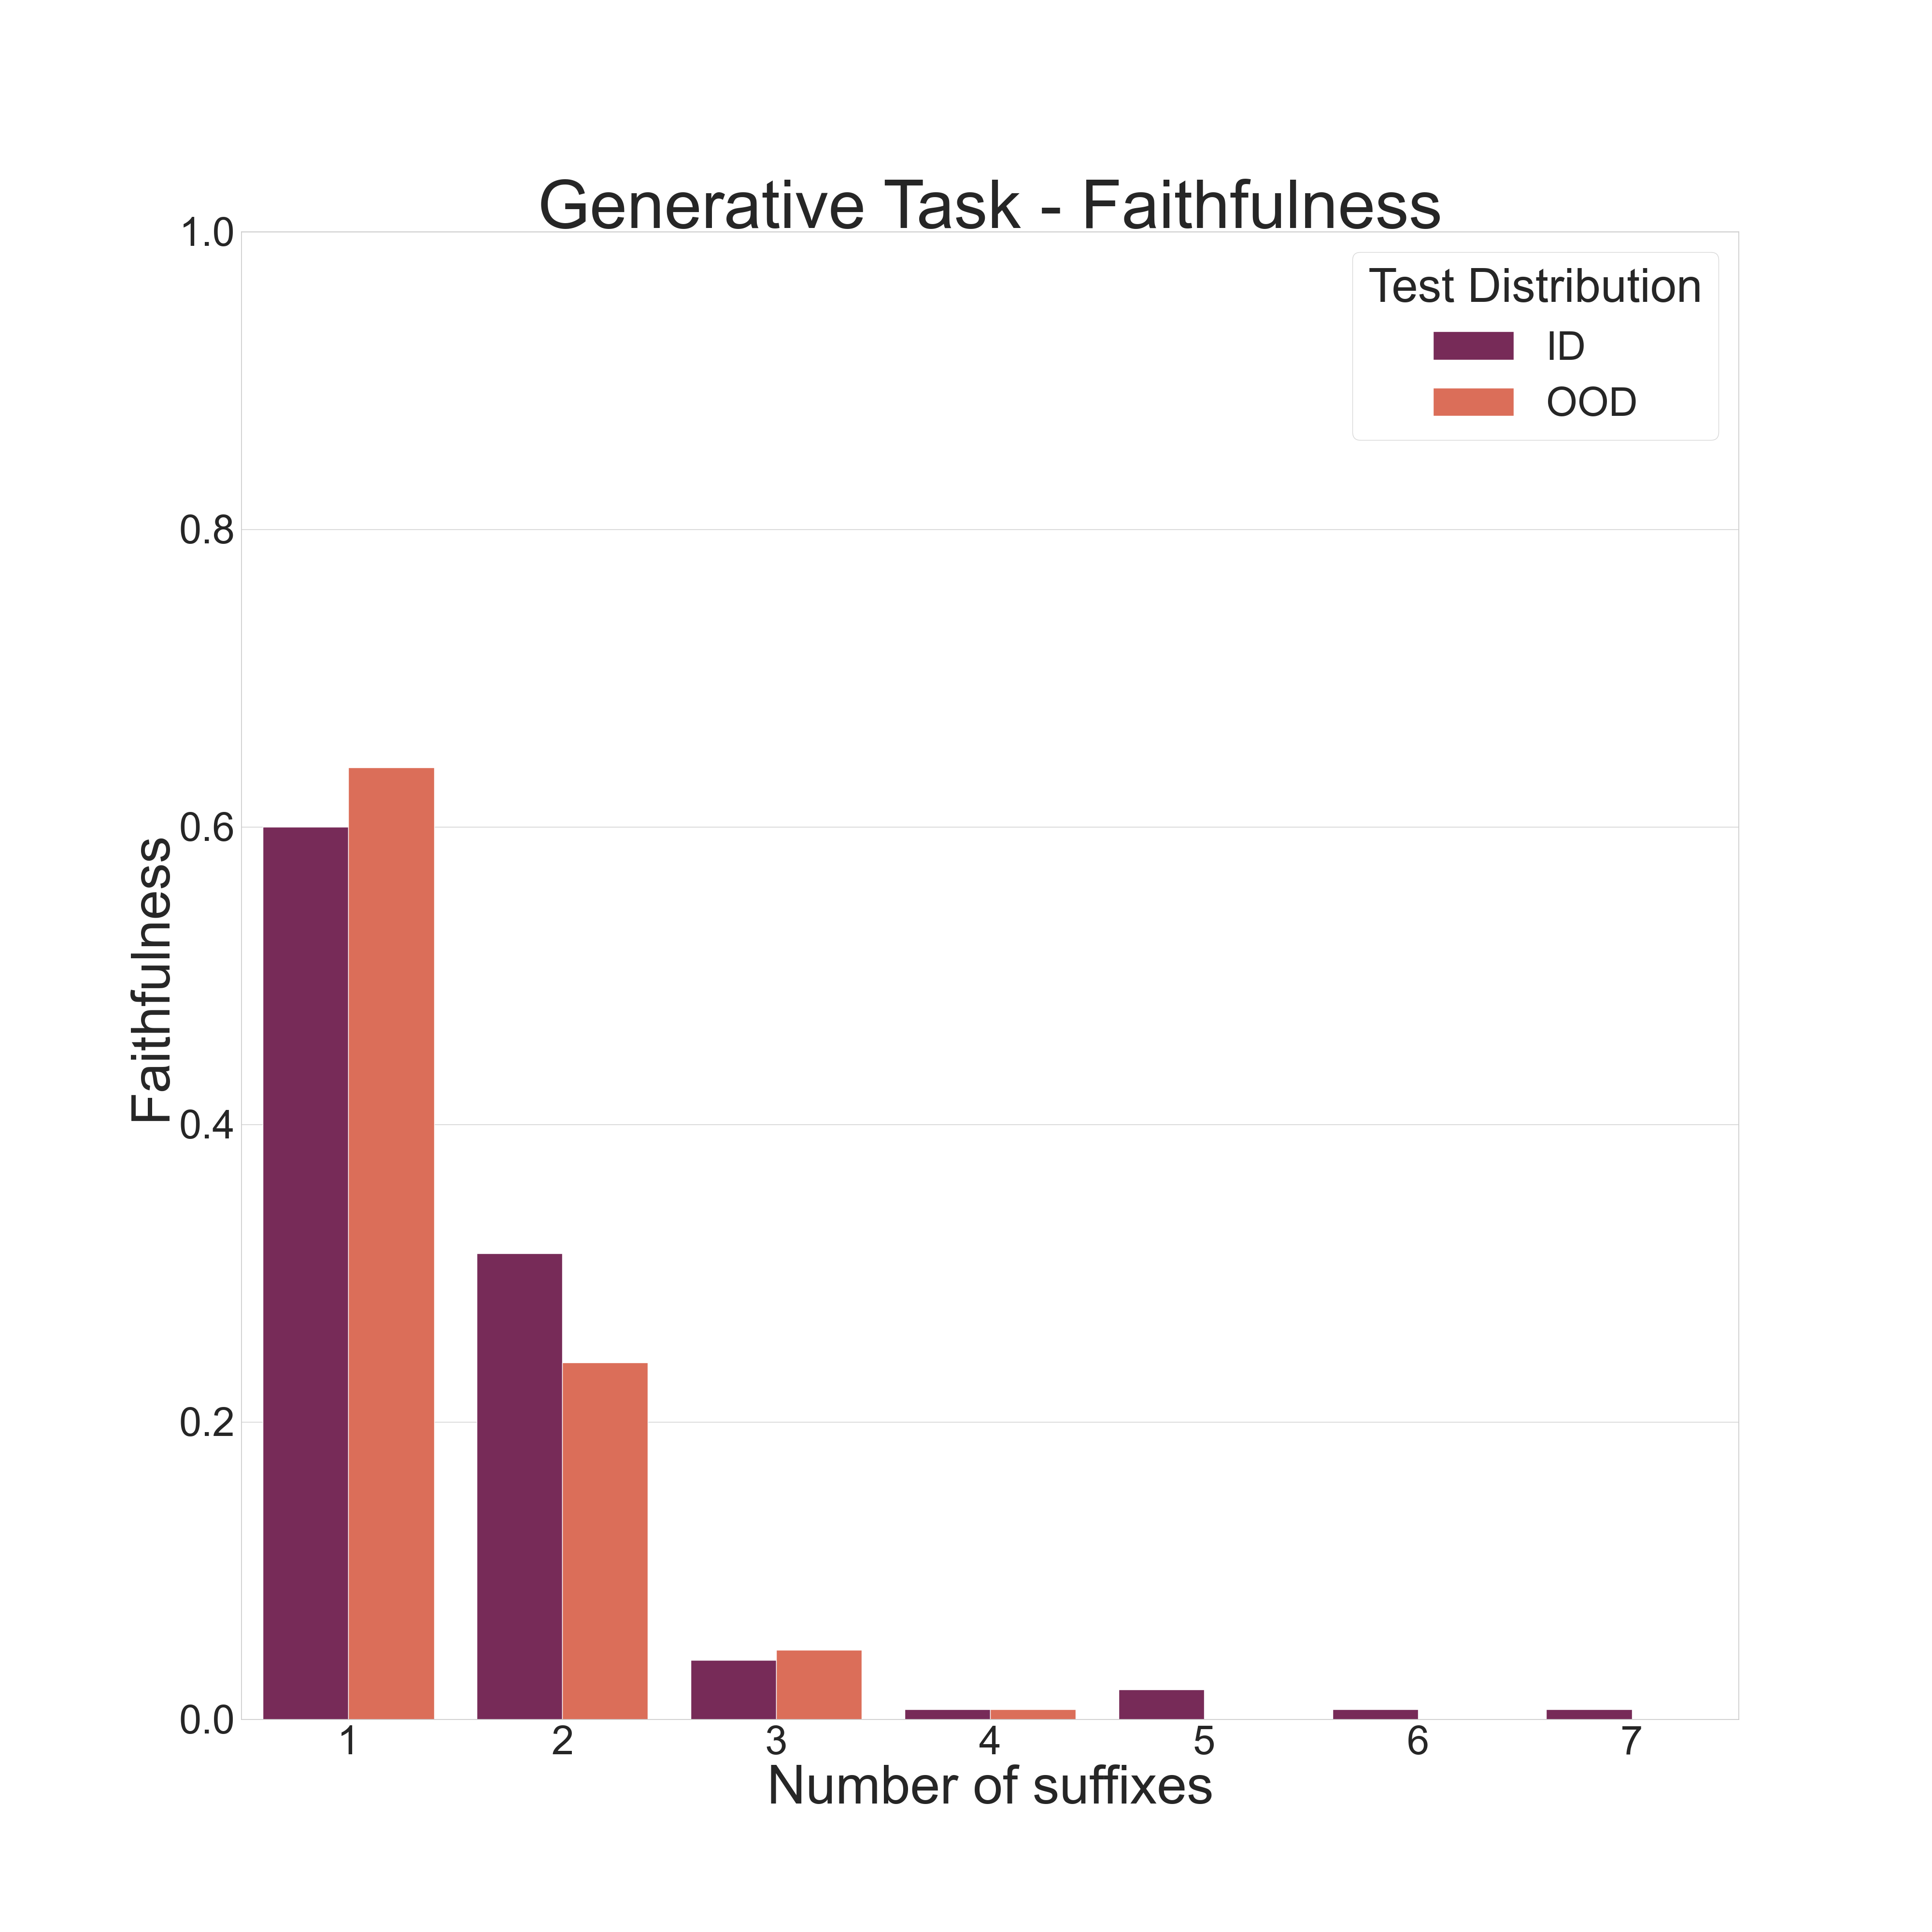 Generative Task - Faithfulness
Test Distribution
ID
OOD
1.0
0.8
0.6
0.4
0.2
0.0
Faithfulness
1 2 3 4 5 6 7
Number of suffixes